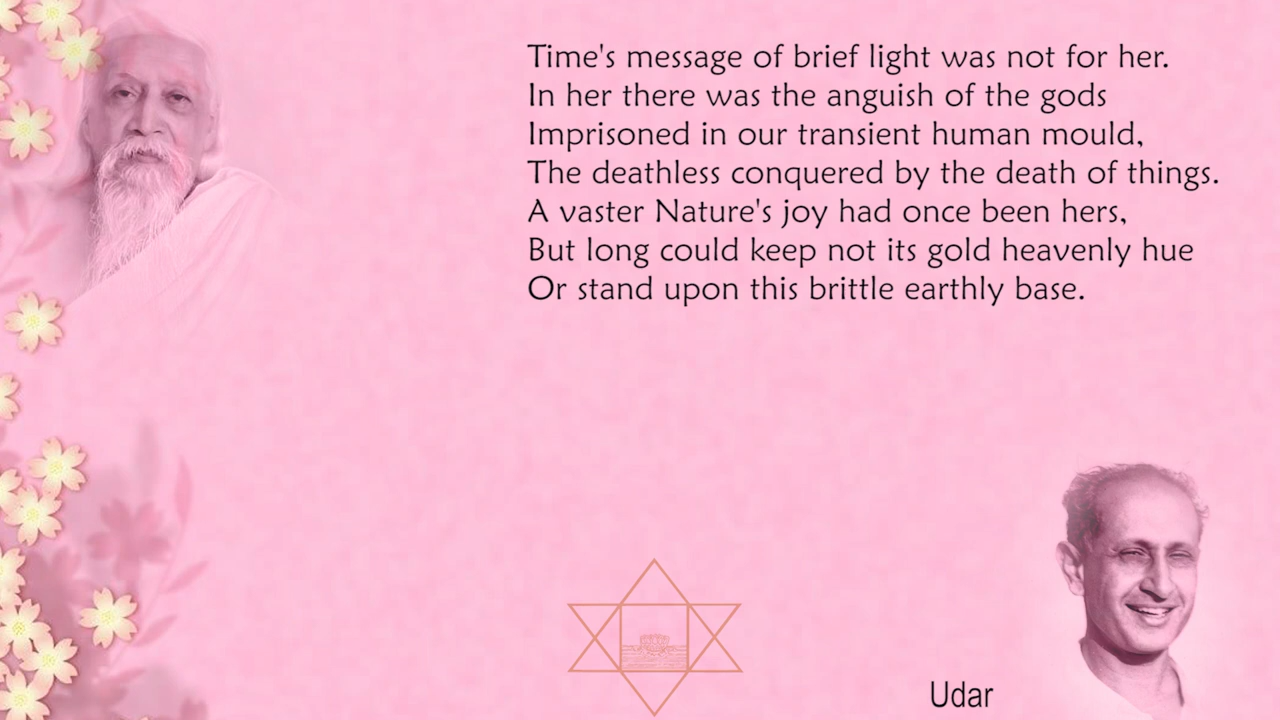 Time's message of brief light was not for her.
In her there was the anguish of the gods
Imprisoned in our transient human mould,
The deathless conquered by the death of things.
A vaster Nature's joy had once been hers,
But long could keep not its gold heavenly hue
Or stand upon this brittle earthly base.
Udar